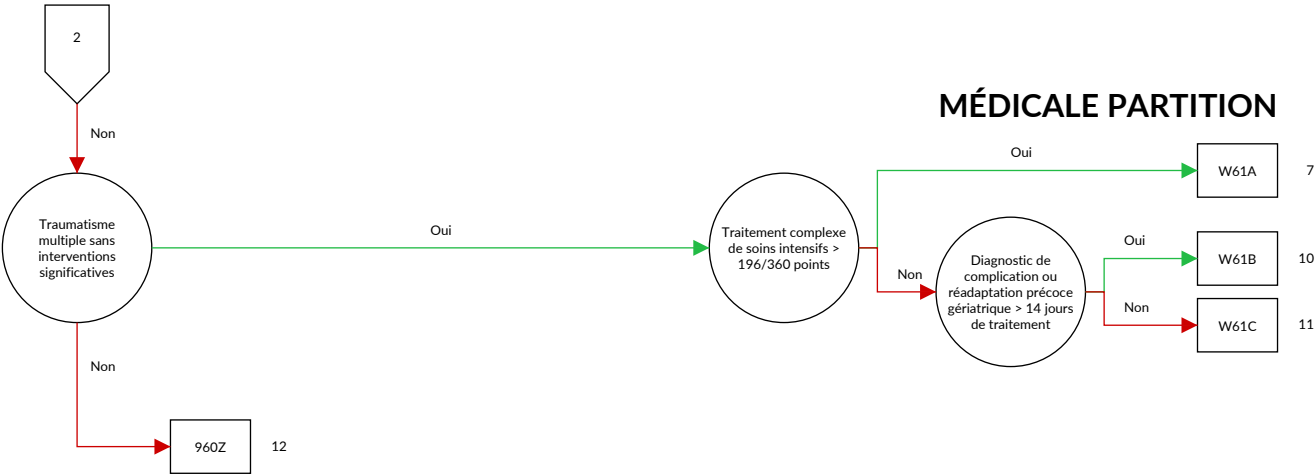 2
Non
MÉDICALE PARTITION
Oui
W61A
7
Traumatisme
multiple sans
interventions
significatives
Oui
Traitement complexe
de soins intensifs >
196/360 points
Non
Diagnostic de
complication ou
réadaptation précoce
gériatrique > 14 jours
de traitement
Oui
W61B
10
Non
W61C
11
Non
960Z
12